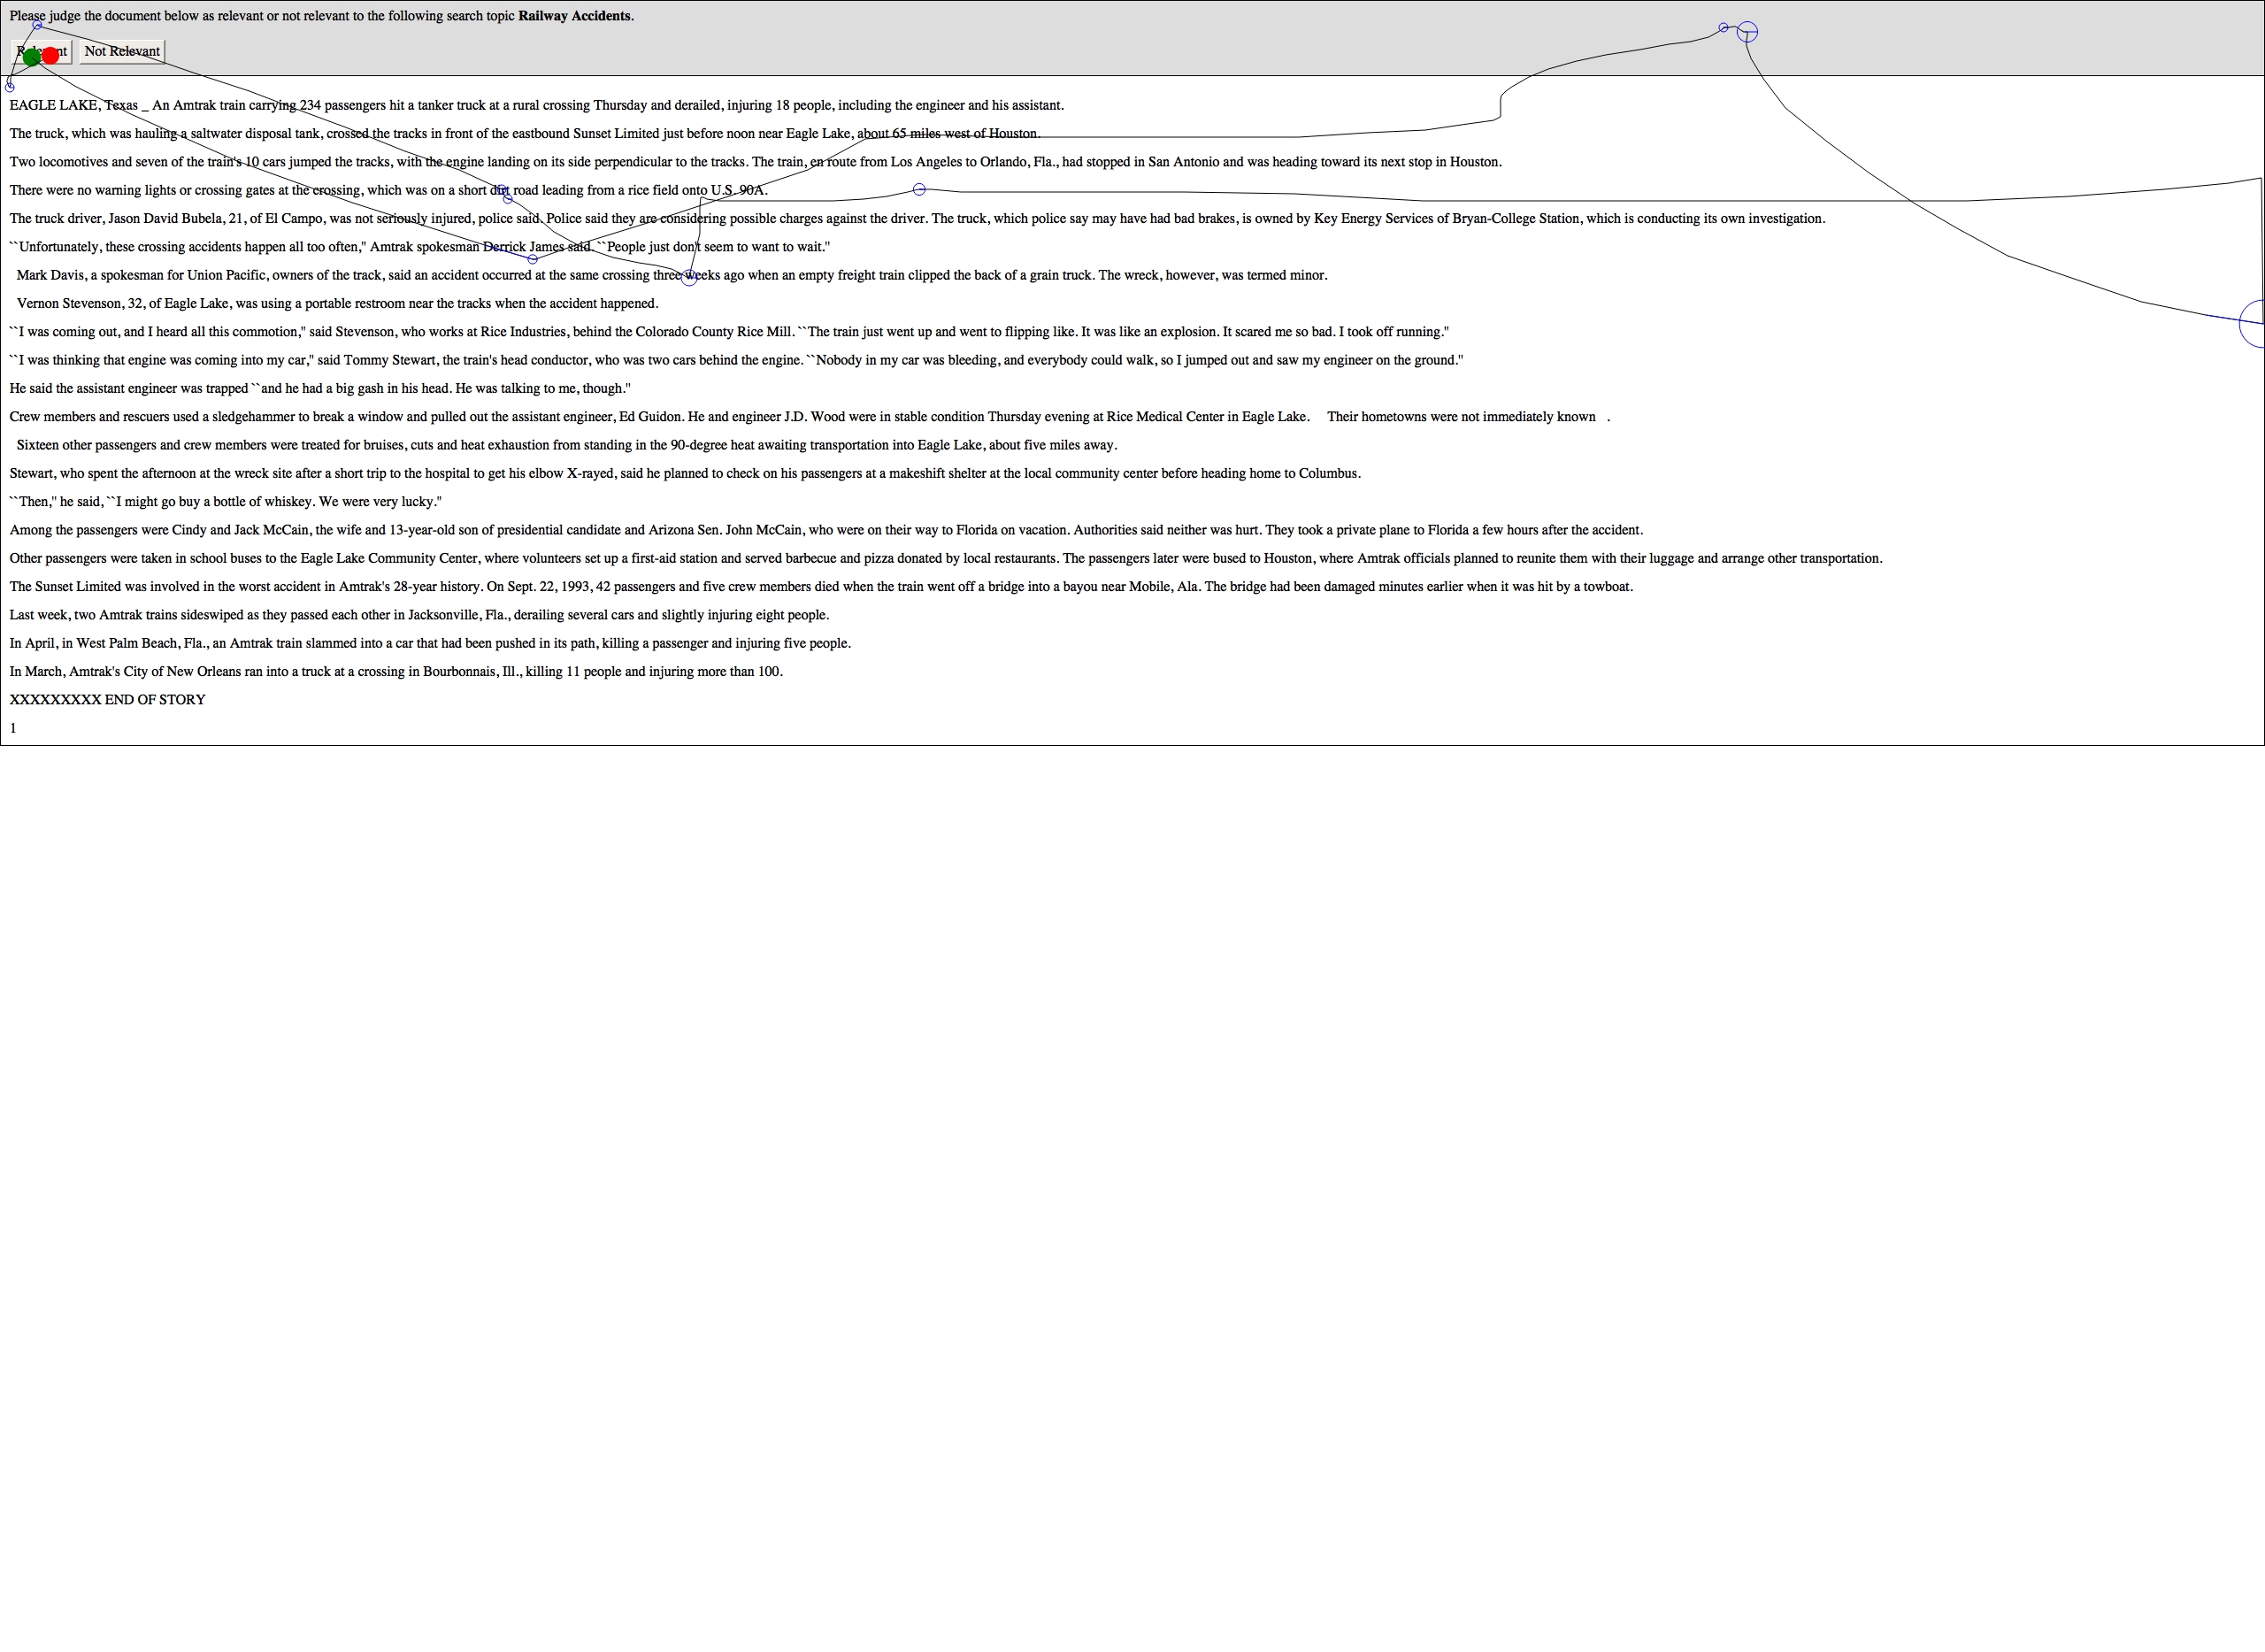 Please judge the document below as relevant or not relevant to the following search topic Railway Accidents.
Not Relevant
EAGLE LAKE, Texas _ An Amtrak train carrying 234 passengers hit a tanker truck at a rural crossing Thursday and derailed, injuring 18 people, including the engineer and his assistant.
The truck, which was hauling a saltwater disposal tank, crossed the tracks in front of the eastbound Sunset Limited just before noon near Eagle Lake, about 65 miles west of Houston.
Two locomotives and seven of the train's 10 cars jumped the tracks, with the engine landing on its side perpendicular to the tracks. The train, en route from Los Angeles to Orlando, Fla., had stopped in San Antonio and was heading toward its next stop in Houston.
There were no warning lights or crossing gates at the crossing, which was on a short dirt road leading from a rice field onto U.S. 90A.
The truck driver, Jason David Bubela, 21, of El Campo, was not seriously injured, police said. Police said they are considering possible charges against the driver. The truck, which police say may have had bad brakes, is owned by Key Energy Services of Bryan-College Station, which is conducting its own investigation.
``Unfortunately, these crossing accidents happen all too often,'' Amtrak spokesman Derrick James said. ``People just don't seem to want to wait.''
Mark Davis, a spokesman for Union Pacific, owners of the track, said an accident occurred at the same crossing three weeks ago when an empty freight train clipped the back of a grain truck. The wreck, however, was termed minor.
Vernon Stevenson, 32, of Eagle Lake, was using a portable restroom near the tracks when the accident happened.
``I was coming out, and I heard all this commotion,'' said Stevenson, who works at Rice Industries, behind the Colorado County Rice Mill. ``The train just went up and went to flipping like. It was like an explosion. It scared me so bad. I took off running.''
``I was thinking that engine was coming into my car,'' said Tommy Stewart, the train's head conductor, who was two cars behind the engine. ``Nobody in my car was bleeding, and everybody could walk, so I jumped out and saw my engineer on the ground.''
He said the assistant engineer was trapped ``and he had a big gash in his head. He was talking to me, though.''
Crew members and rescuers used a sledgehammer to break a window and pulled out the assistant engineer, Ed Guidon. He and engineer J.D. Wood were in stable condition Thursday evening at Rice Medical Center in Eagle Lake. Their hometowns were not immediately known .
Sixteen other passengers and crew members were treated for bruises, cuts and heat exhaustion from standing in the 90-degree heat awaiting transportation into Eagle Lake, about five miles away.
Stewart, who spent the afternoon at the wreck site after a short trip to the hospital to get his elbow X-rayed, said he planned to check on his passengers at a makeshift shelter at the local community center before heading home to Columbus.
``Then,'' he said, ``I might go buy a bottle of whiskey. We were very lucky.''
Among the passengers were Cindy and Jack McCain, the wife and 13-year-old son of presidential candidate and Arizona Sen. John McCain, who were on their way to Florida on vacation. Authorities said neither was hurt. They took a private plane to Florida a few hours after the accident.
Other passengers were taken in school buses to the Eagle Lake Community Center, where volunteers set up a first-aid station and served barbecue and pizza donated by local restaurants. The passengers later were bused to Houston, where Amtrak officials planned to reunite them with their luggage and arrange other transportation.
The Sunset Limited was involved in the worst accident in Amtrak's 28-year history. On Sept. 22, 1993, 42 passengers and five crew members died when the train went off a bridge into a bayou near Mobile, Ala. The bridge had been damaged minutes earlier when it was hit by a towboat.
Last week, two Amtrak trains sideswiped as they passed each other in Jacksonville, Fla., derailing several cars and slightly injuring eight people.
In April, in West Palm Beach, Fla., an Amtrak train slammed into a car that had been pushed in its path, killing a passenger and injuring five people.
In March, Amtrak's City of New Orleans ran into a truck at a crossing in Bourbonnais, Ill., killing 11 people and injuring more than 100.
XXXXXXXXX END OF STORY
1